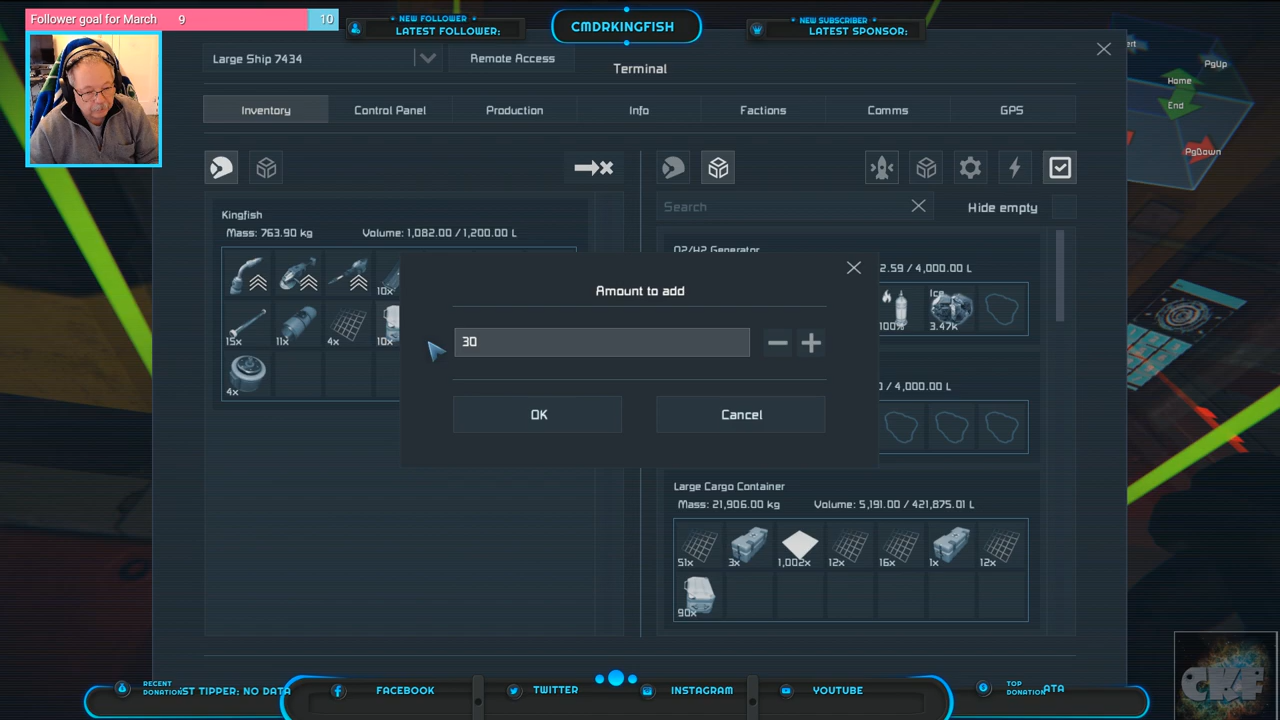 Follower goal for March 9 10
NEW FOLLOWER
LATEST FOLLOWER:
CMDRKINGFISH
NEW SUBSCRIBER
LATEST SPONSOR:
Large Ship 7434
Remote Access
Terminal
PgUp
Home
End
PgDown
Inventory
Control Panel
Production
Info
Factions
Comms
GPS
Search
Hide empty
Kingfish
Mass: 763.90 kg Volume: 1,082.00 / 1,200.00 L
10x
15x 11x 4x 10x
4x
Amount to add
30
OK
Cancel
O2/H2 Generator
2.59 / 4,000.00 L
100%
Ice
3.47k
/ 4,000.00 L
Large Cargo Container
Mass: 21,906.00 kg Volume: 5,191.00 / 421,875.01 L
51x 3x 1,002x 12x 16x 1x 12x
90x
RECENT
DONATION
ST TIPPER: NO DATA
FACEBOOK
TWITTER
INSTAGRAM
YOUTUBE
TOP
DONATION
ATA
CKF